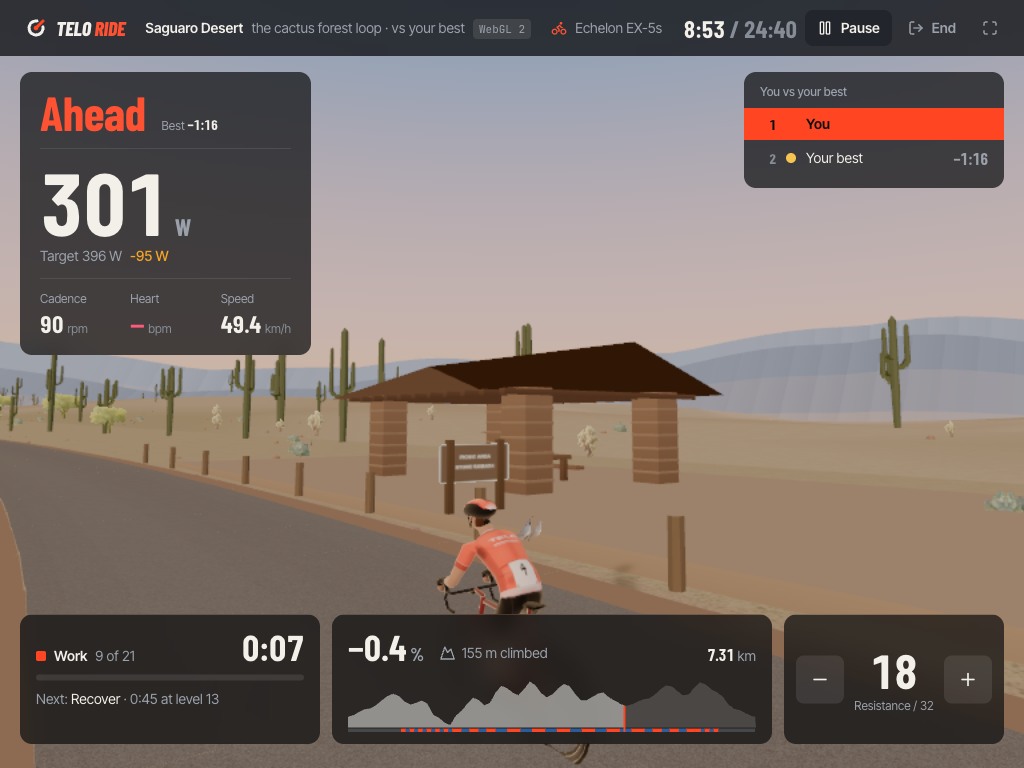 TELO RIDE
Saguaro Desert the cactus forest loop · vs your best WebGL 2
Echelon EX-5s
8:53 / 24:40
Pause
End
Ahead Best −1:16
301 W
Target 396 W -95 W
Cadence Heart Speed
90 rpm — bpm 49.4 km/h
You vs your best
1 You
2 Your best −1:16
PICNIC AREA
Work 9 of 21 0:07
Next: Recover · 0:45 at level 13
−0.4 % 155 m climbed 7.31 km
− 18 +
Resistance / 32